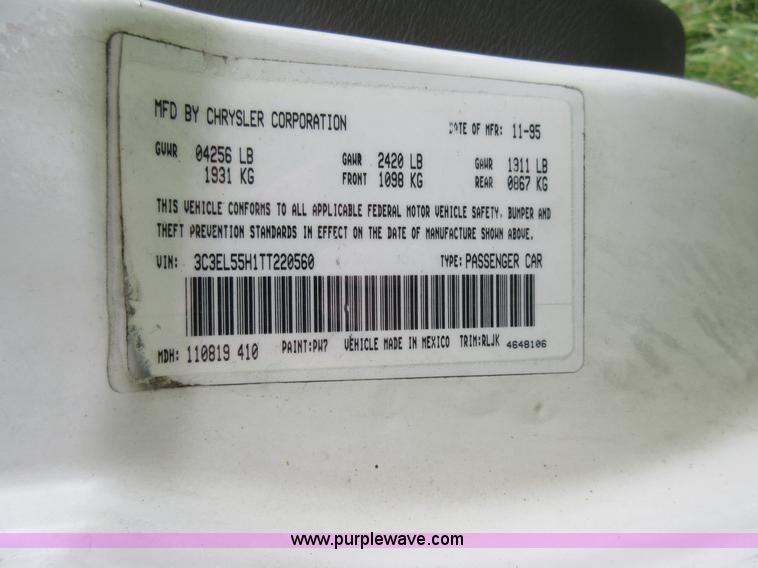 MFD BY CHRYSLER CORPORATION DATE OF MFR: 11-95
GVWR 04256 LB GAWR 2420 LB GAWR 1311 LB
1931 KG FRONT 1098 KG REAR 0867 KG
THIS VEHICLE CONFORMS TO ALL APPLICABLE FEDERAL MOTOR VEHICLE SAFETY, BUMPER AND
THEFT PREVENTION STANDARDS IN EFFECT ON THE DATE OF MANUFACTURE SHOWN ABOVE.
VIN: 3C3EL55H1TT220560 TYPE: PASSENGER CAR
MDH: 110819 410 PAINT:PW7 VEHICLE MADE IN MEXICO TRIM:RLJK 4648106
www.purplewave.com